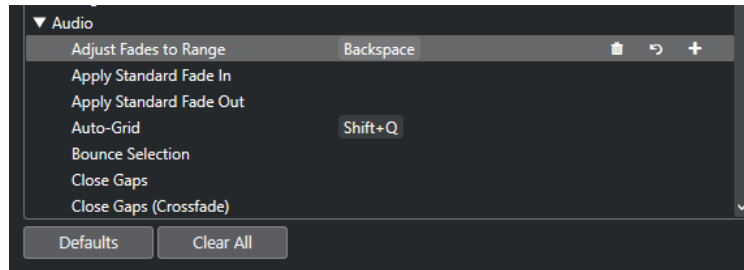 Audio
Adjust Fades to Range Backspace
Apply Standard Fade In
Apply Standard Fade Out
Auto-Grid Shift+Q
Bounce Selection
Close Gaps
Close Gaps (Crossfade)
Defaults Clear All